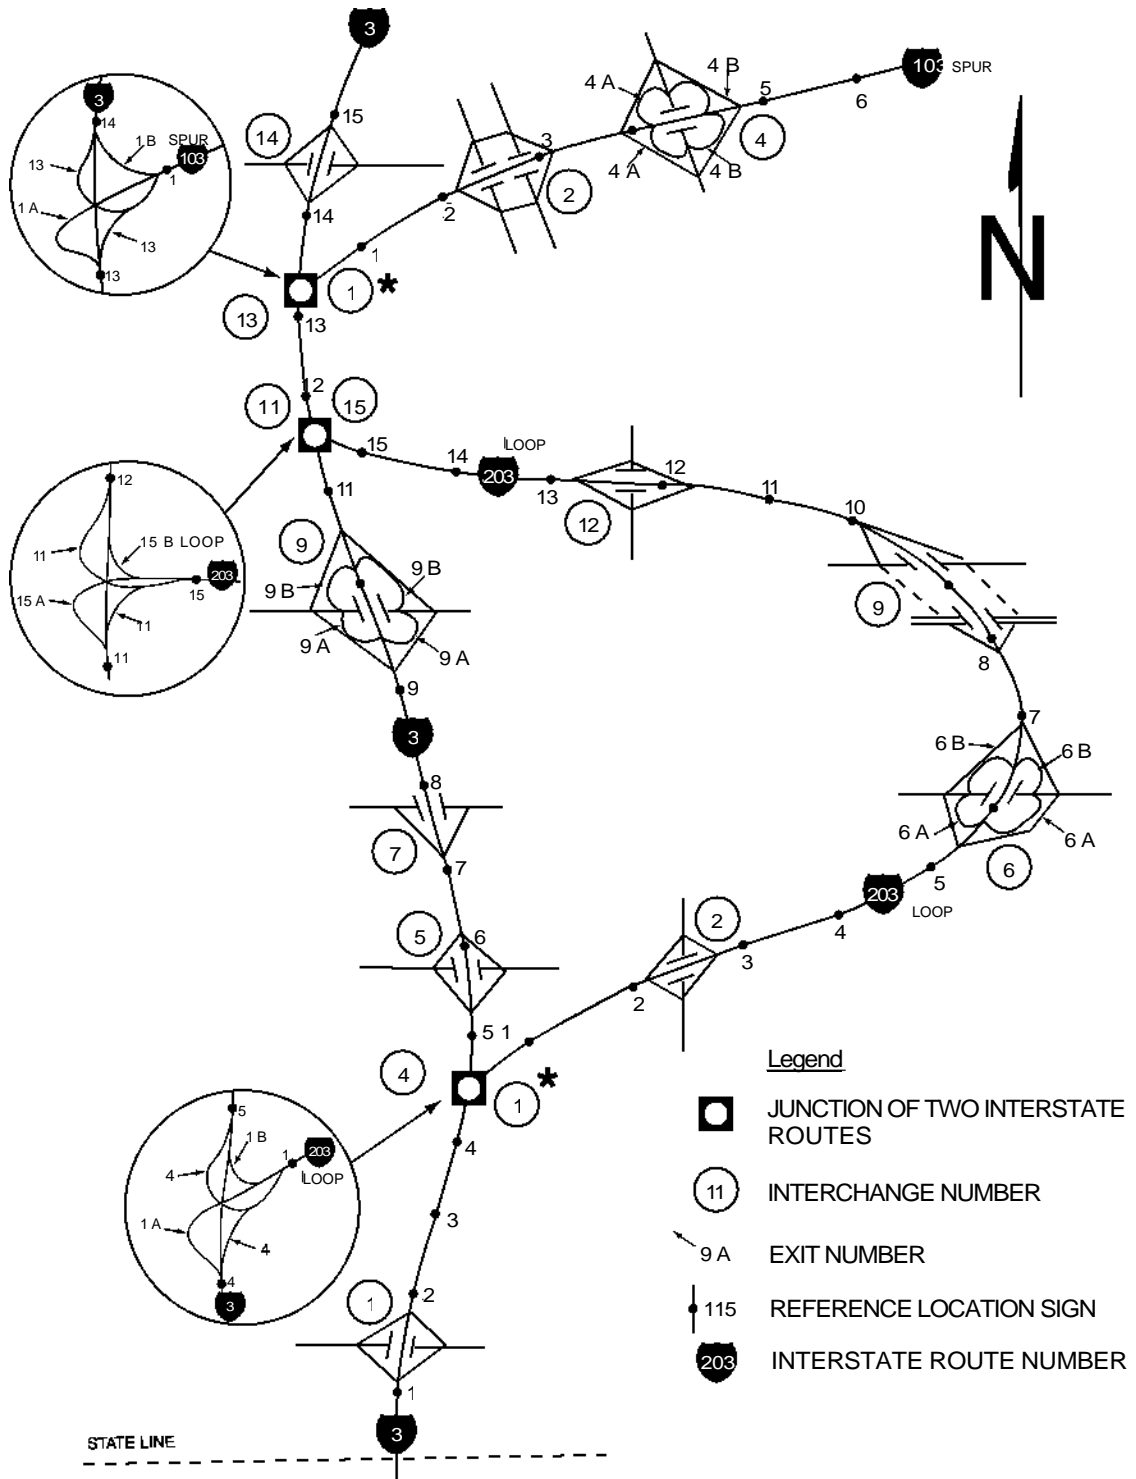 3
103 SPUR
4 B
5
6
4 A
4
15
14
3
4 A
4 B
2
2
14
1
N
3
14
1 B
SPUR
103
13
1
1 A
13
13
1 *
13
13
12
11
15
15
14
LOOP
203
13
12
12
11
10
11
9
9 B
9 B
9 A
9 A
9
9
8
7
12
11
15 B LOOP
203
15
15 A
11
11
3
8
7
7
6 B
6 B
6 A
6 A
6
5
203
LOOP
4
5
6
2
3
2
5 1
4
1 *
4
3
2
1
1
3
STATE LINE
5
1 B
1
203
LOOP
4
1 A
4
4
3
Legend
JUNCTION OF TWO INTERSTATE
ROUTES
11 INTERCHANGE NUMBER
9 A EXIT NUMBER
115 REFERENCE LOCATION SIGN
203 INTERSTATE ROUTE NUMBER